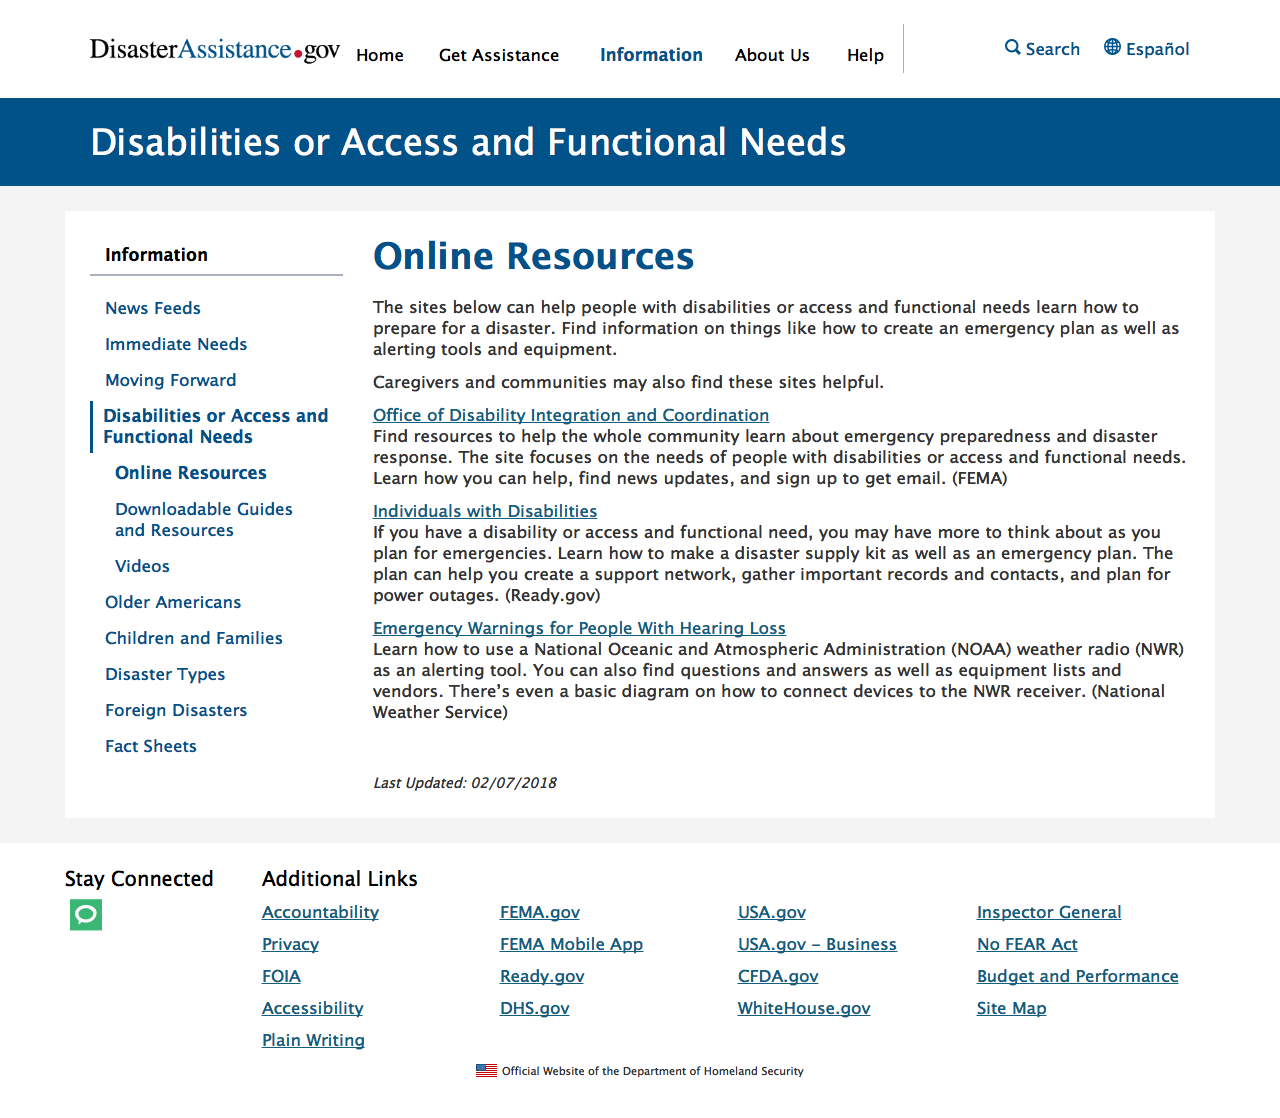 DisasterAssistance.gov
Home
Get Assistance
Information
About Us
Help
Search
Español
Disabilities or Access and Functional Needs
Information
News Feeds
Immediate Needs
Moving Forward
Disabilities or Access and
Functional Needs
Online Resources
Downloadable Guides
and Resources
Videos
Older Americans
Children and Families
Disaster Types
Foreign Disasters
Fact Sheets
Online Resources
The sites below can help people with disabilities or access and functional needs learn how to
prepare for a disaster. Find information on things like how to create an emergency plan as well as
alerting tools and equipment.
Caregivers and communities may also find these sites helpful.
Office of Disability Integration and Coordination
Find resources to help the whole community learn about emergency preparedness and disaster
response. The site focuses on the needs of people with disabilities or access and functional needs.
Learn how you can help, find news updates, and sign up to get email. (FEMA)
Individuals with Disabilities
If you have a disability or access and functional need, you may have more to think about as you
plan for emergencies. Learn how to make a disaster supply kit as well as an emergency plan. The
plan can help you create a support network, gather important records and contacts, and plan for
power outages. (Ready.gov)
Emergency Warnings for People With Hearing Loss
Learn how to use a National Oceanic and Atmospheric Administration (NOAA) weather radio (NWR)
as an alerting tool. You can also find questions and answers as well as equipment lists and
vendors. There’s even a basic diagram on how to connect devices to the NWR receiver. (National
Weather Service)
Last Updated: 02/07/2018
Stay Connected
Additional Links
Accountability
Privacy
FOIA
Accessibility
Plain Writing
FEMA.gov
FEMA Mobile App
Ready.gov
DHS.gov
USA.gov
USA.gov – Business
CFDA.gov
WhiteHouse.gov
Inspector General
No FEAR Act
Budget and Performance
Site Map
Official Website of the Department of Homeland Security